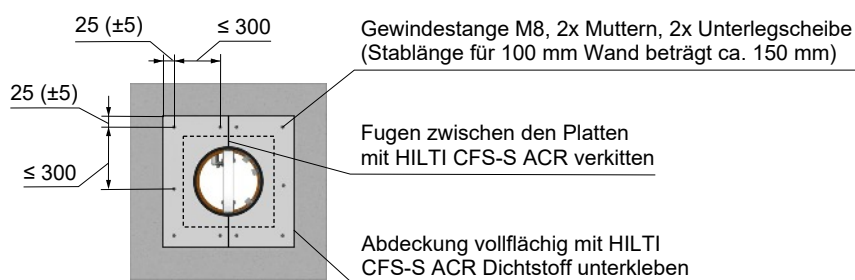 25 (±5)
≤ 300
Gewindestange M8, 2x Muttern, 2x Unterlegscheibe
(Stablänge für 100 mm Wand beträgt ca. 150 mm)
25 (±5)
Fugen zwischen den Platten
mit HILTI CFS-S ACR verkitten
≤ 300
Abdeckung vollflächig mit HILTI
CFS-S ACR Dichtstoff unterkleben